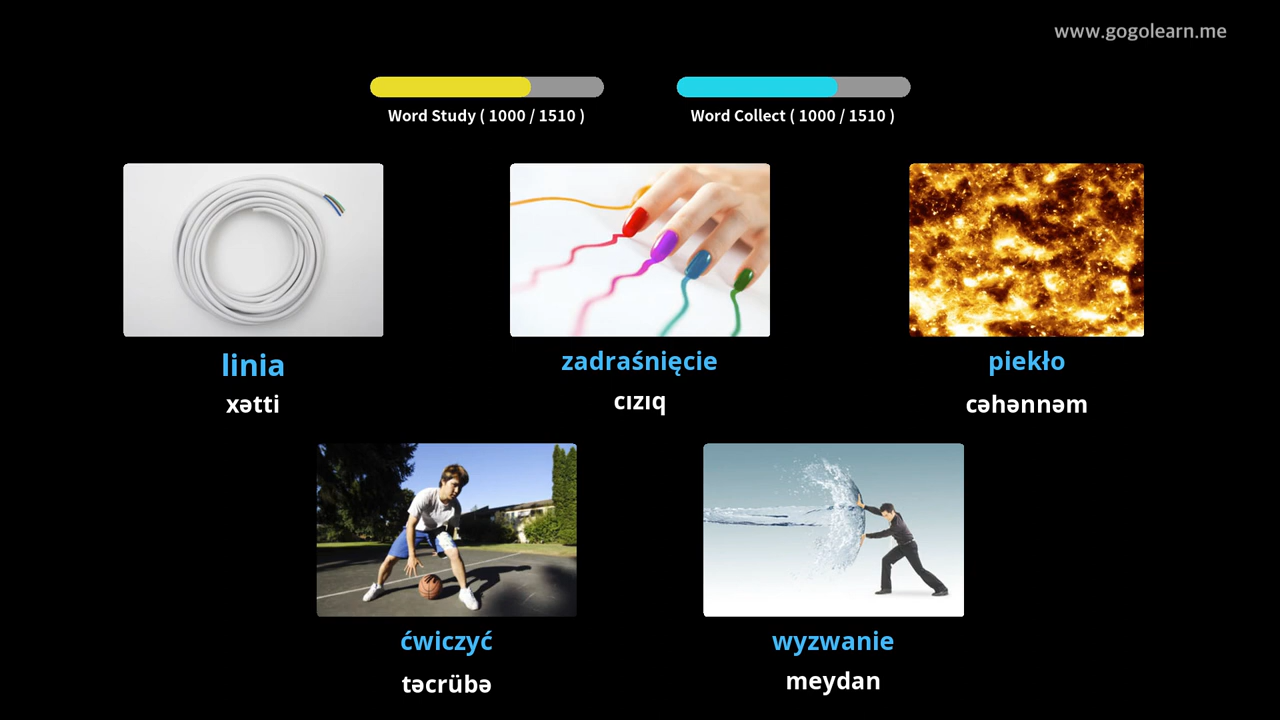 www.gogolearn.me
Word Study ( 1000 / 1510 )
Word Collect ( 1000 / 1510 )
linia
zadraśnięcie
piekło
xətti
cızıq
cəhənnəm
ćwiczyć
wyzwanie
təcrübə
meydan